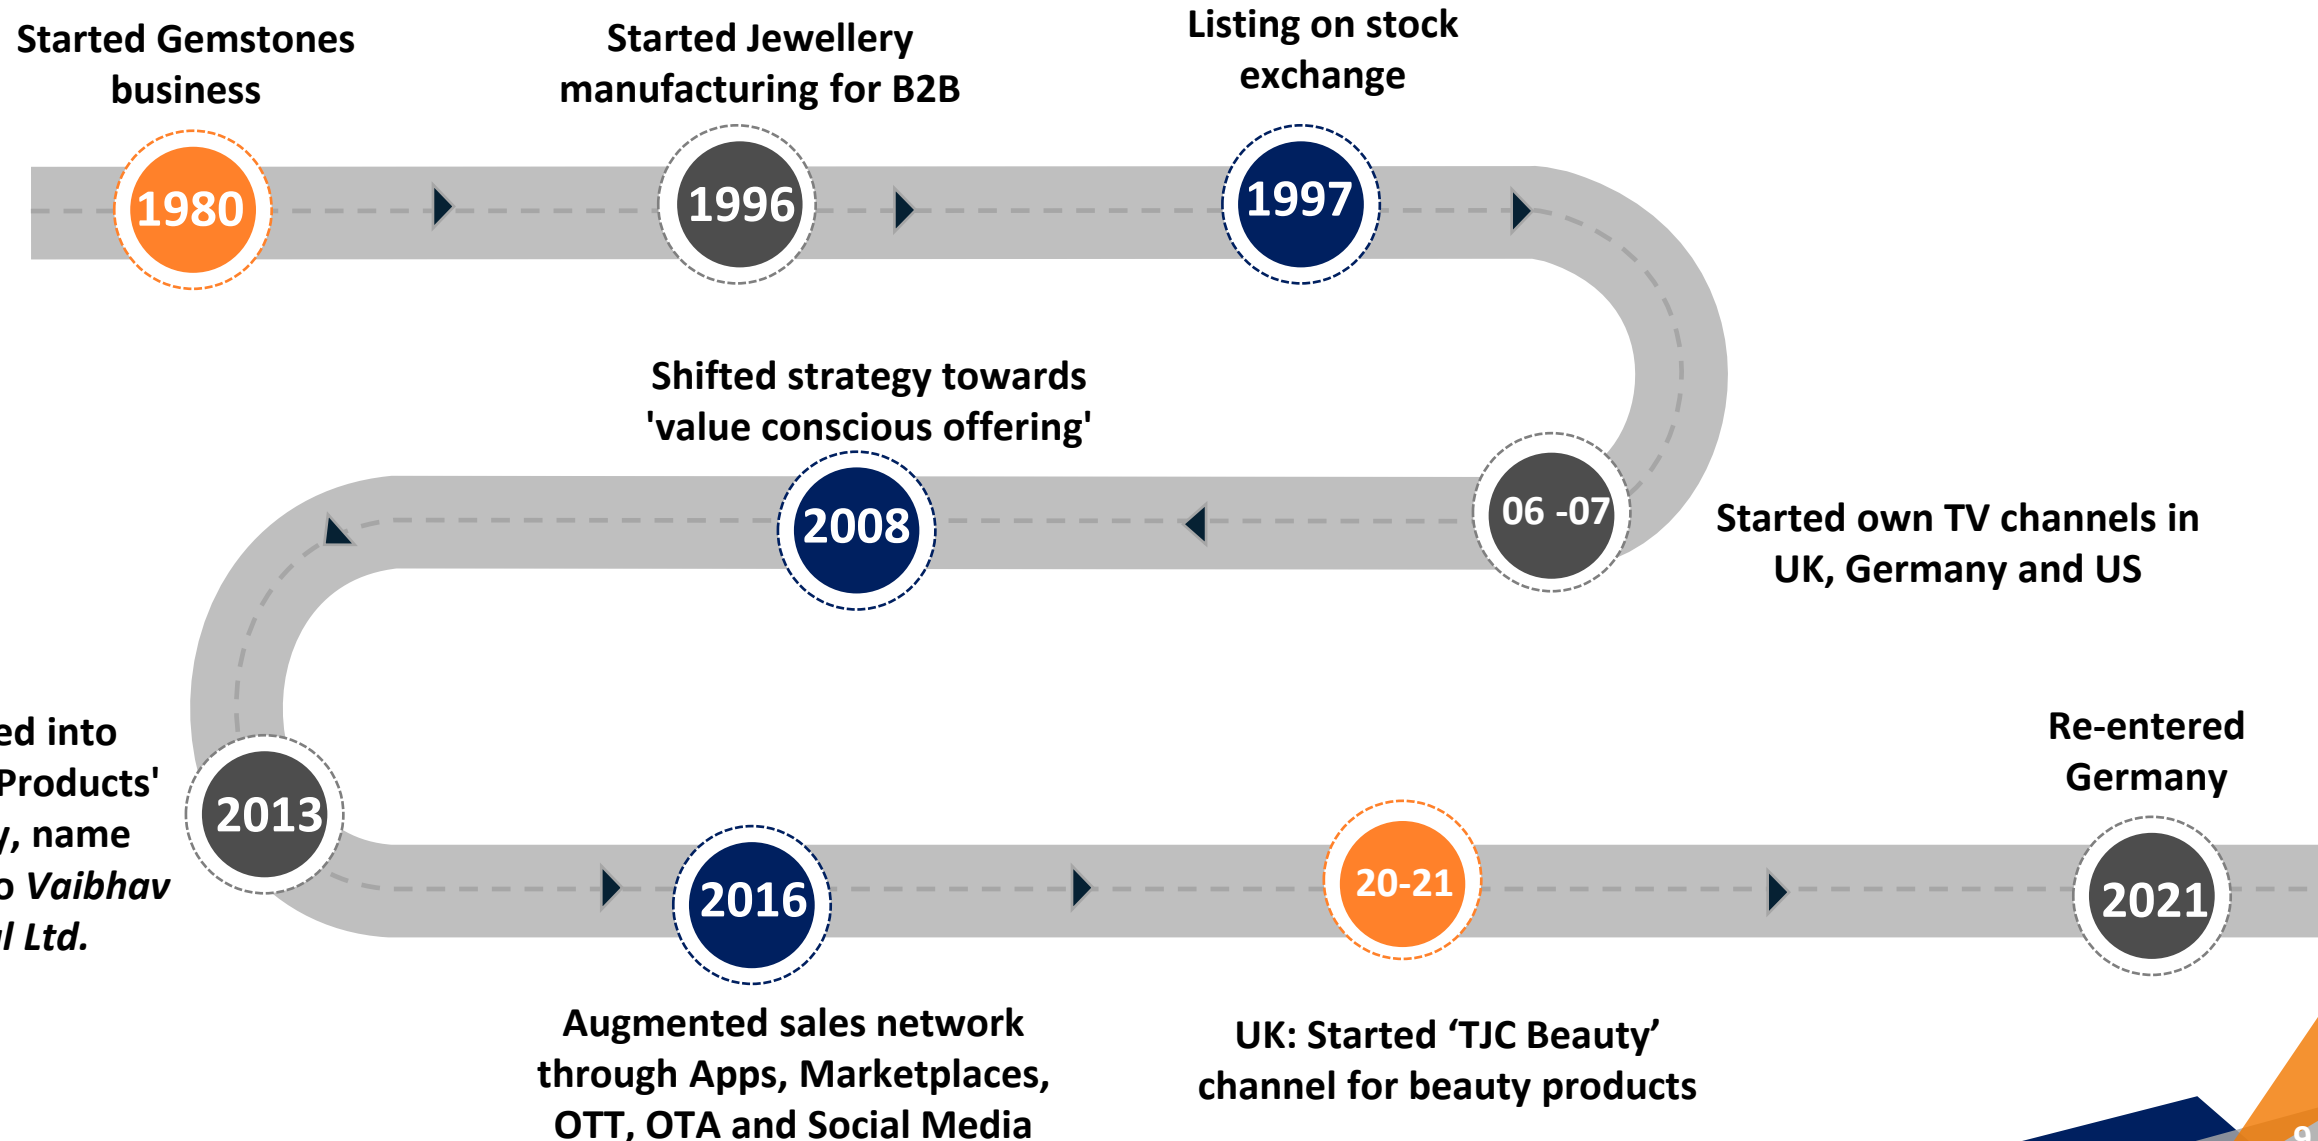 Started Gemstones
business
1980
Started Jewellery
manufacturing for B2B
1996
Listing on stock
exchange
1997
Started own TV channels in
UK, Germany and US
06 -07
Shifted strategy towards
'value conscious offering'
2008
into
Products'
name
Vaibhav
Ltd.
2013
2016
Augmented sales network
through Apps, Marketplaces,
OTT, OTA and Social Media
20-21
UK: Started ‘TJC Beauty’
channel for beauty products
Re-entered
Germany
2021